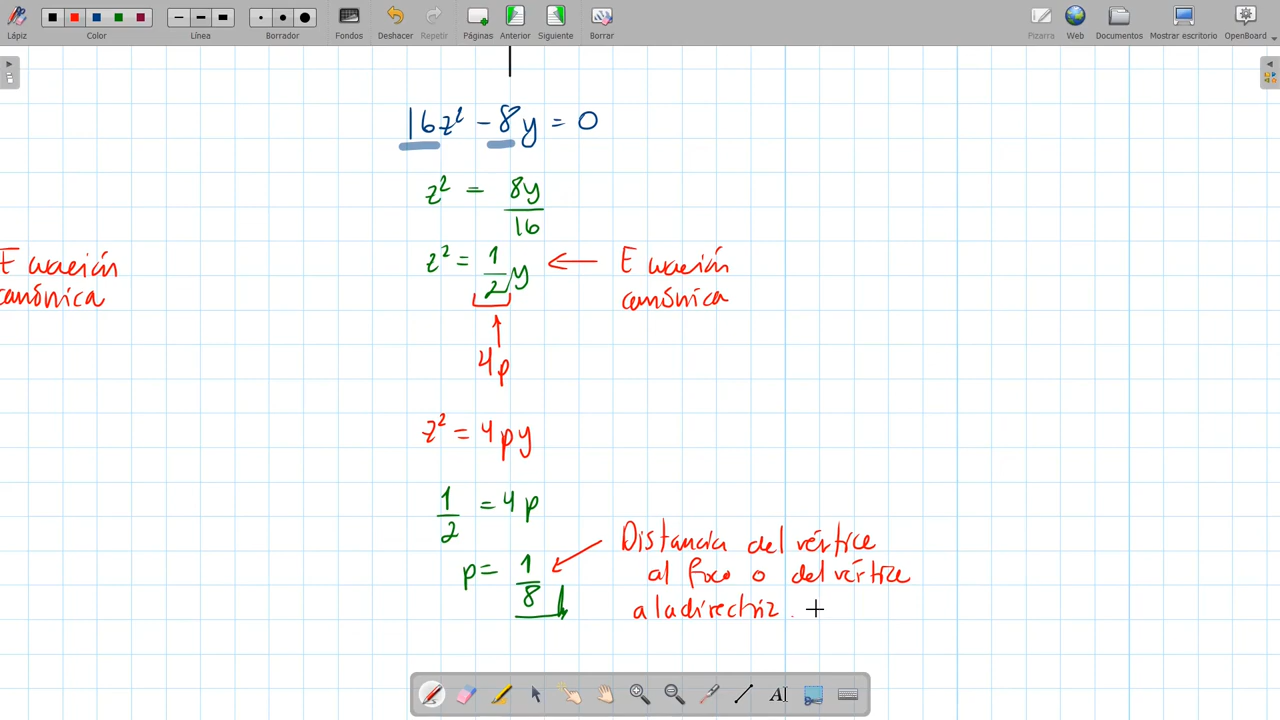 Lápiz Color Línea Borrador Fondos Deshacer Repetir Páginas Anterior Siguiente Borrar Pizarra Web Documentos Mostrar escritorio OpenBoard
16z² - 8y = 0
z² = 8y/16
z² = 1/2 y ← Ecuación
canónica
Ecuación
canónica
4p
z² = 4py
1/2 = 4p
p = 1/8
Distancia del vértice
al foco o del vértice
a la directriz.
AI